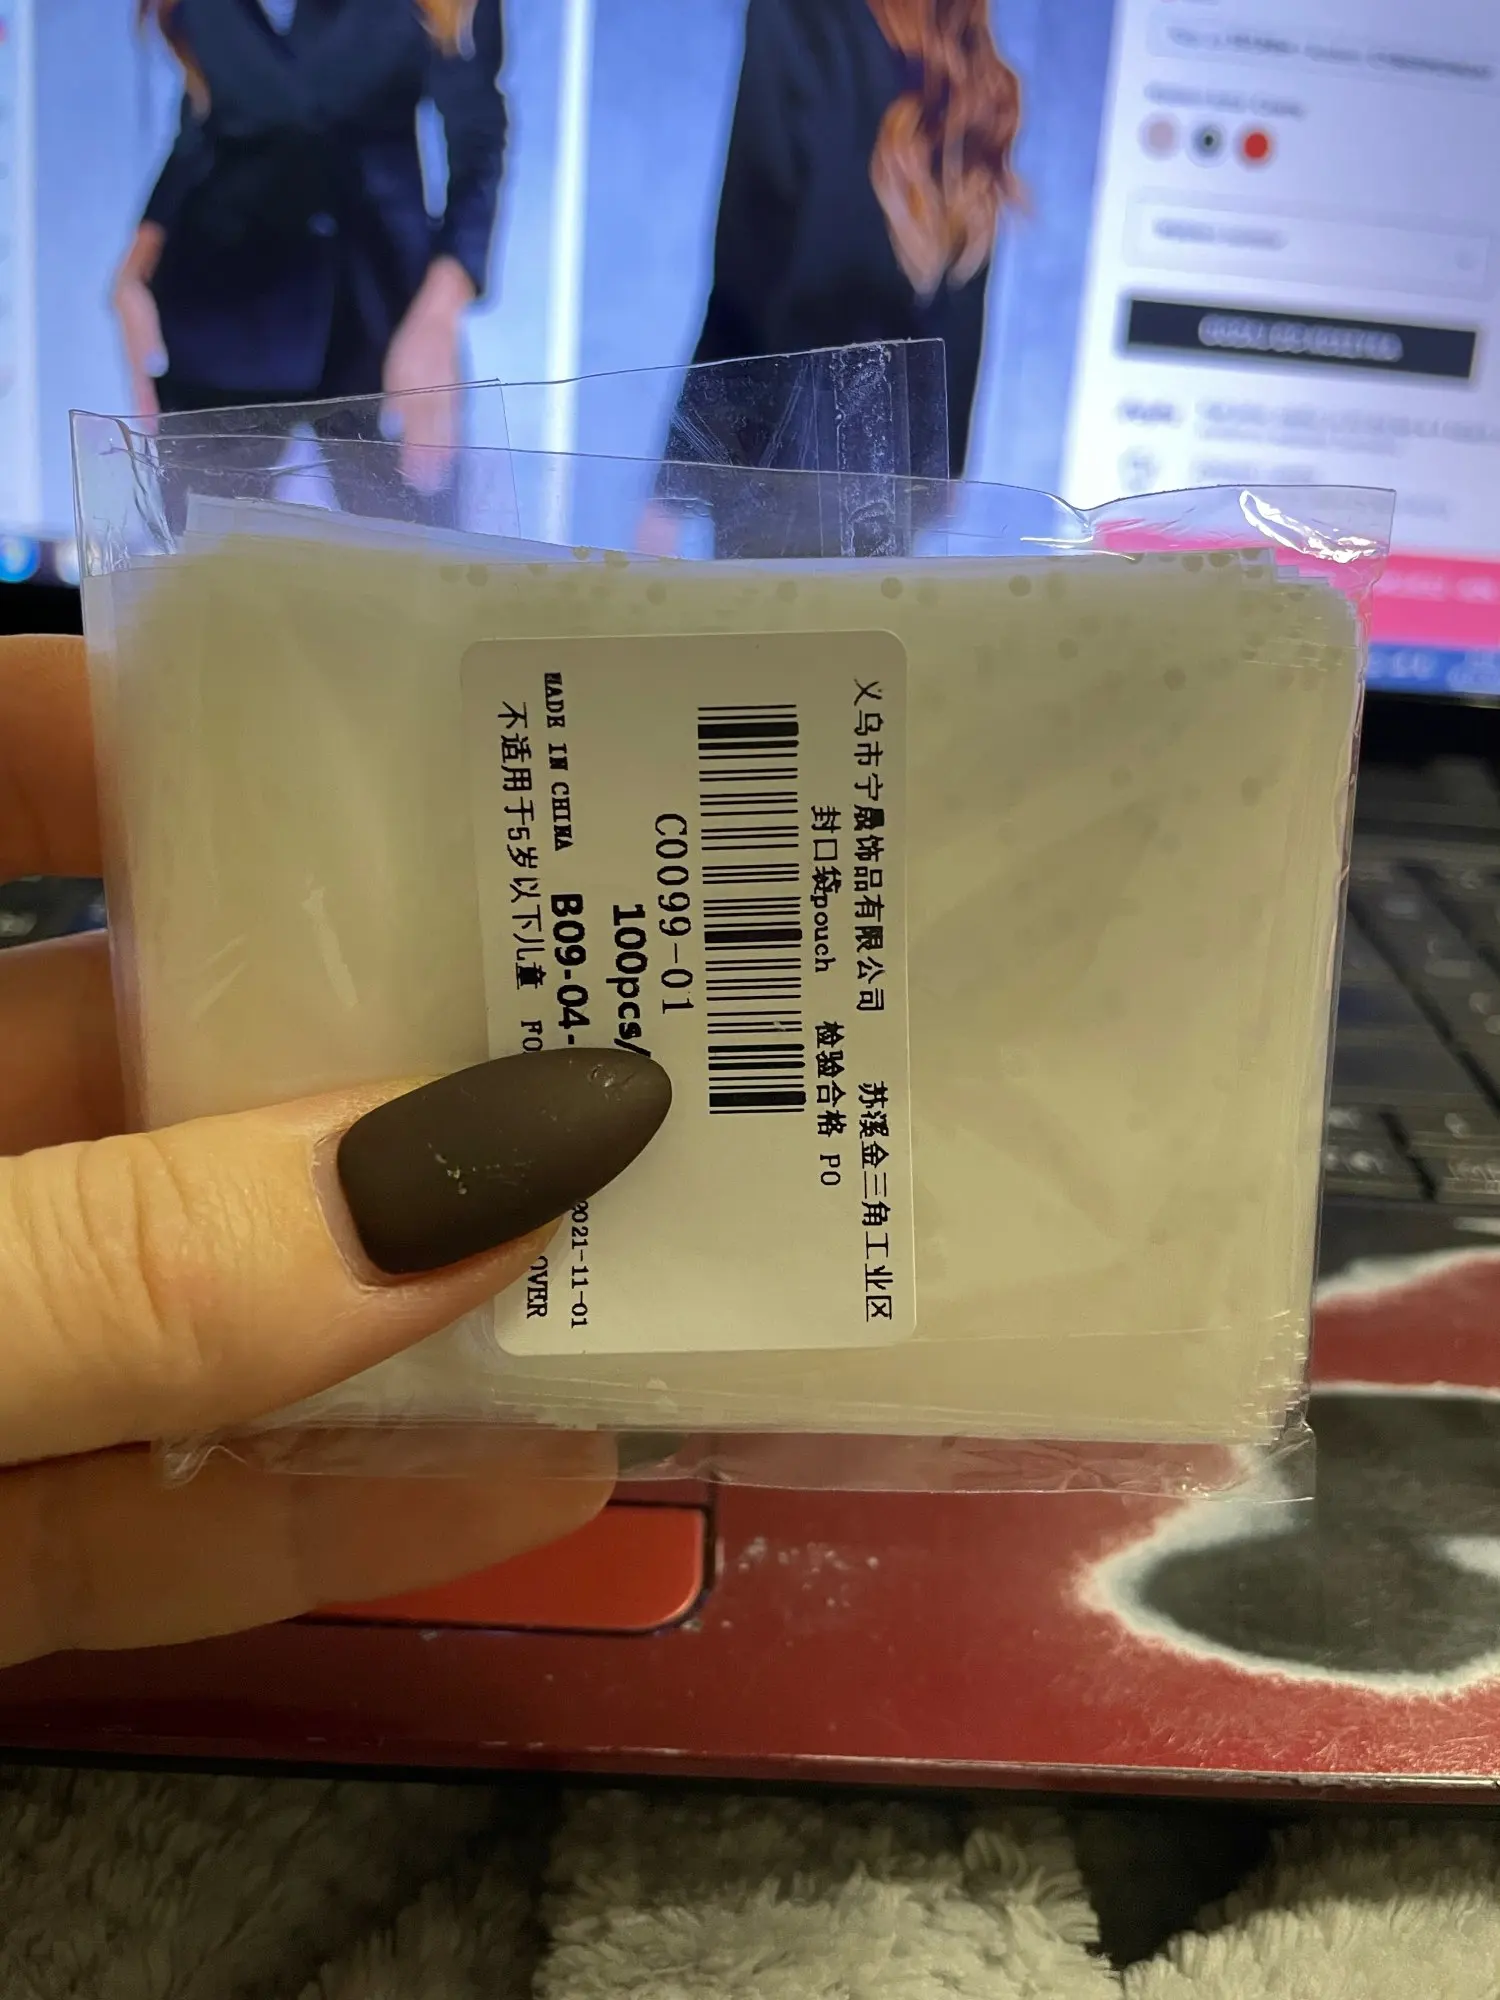 义乌市宁晟饰品有限公司 苏溪金三角工业区
封口袋pouch 检验合格 PO
C0099-01
100pcs/
MADE IN CHINA B09-04- 2021-11-01
不适用于5岁以下儿童 FO OVER